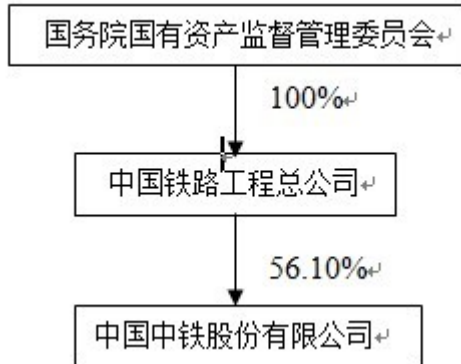 国务院国有资产监督管理委员会
100%
中国铁路工程总公司
56.10%
中国中铁股份有限公司